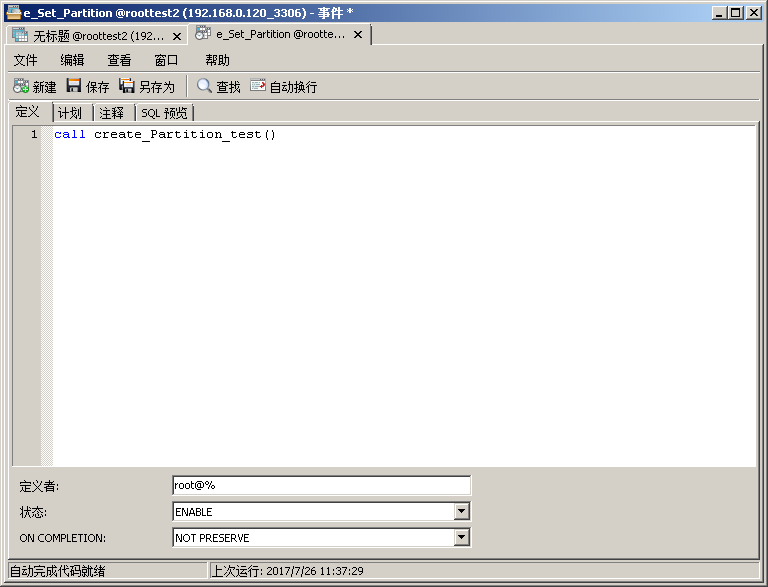 e_Set_Partition @roottest2 (192.168.0.120_3306) - 事件 *
无标题 @roottest2 (192...
e_Set_Partition @rootte...
文件 编辑 查看 窗口 帮助
新建 保存 另存为 查找 自动换行
定义 计划 注释 SQL 预览
1 call create_Partition_test()
定义者: root@%
状态: ENABLE
ON COMPLETION: NOT PRESERVE
自动完成代码就绪 上次运行: 2017/7/26 11:37:29